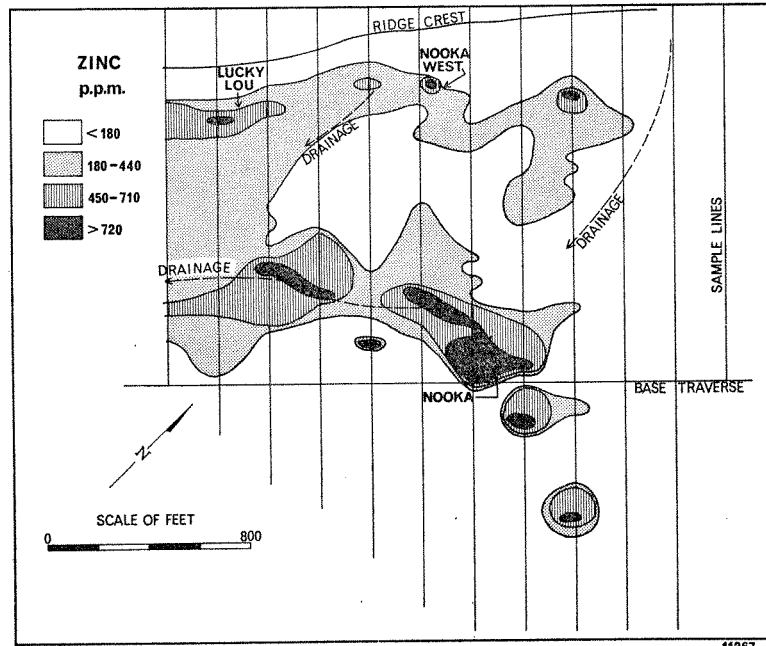 RIDGE CREST
ZINC
p.p.m.
< 180
180-440
450-710
> 720
LUCKY
LOU
NOOKA
WEST
DRAINAGE
DRAINAGE
DRAINAGE
SAMPLE LINES
BASE TRAVERSE
NOOKA
N
SCALE OF FEET
0 800